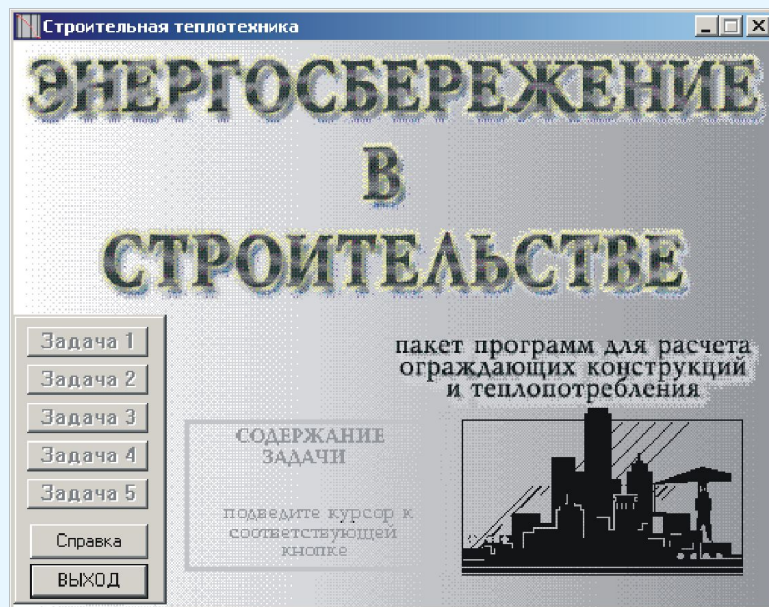 Строительная теплотехника
ЭНЕРГОСБЕРЕЖЕНИЕ
В
СТРОИТЕЛЬСТВЕ
пакет программ для расчета
ограждающих конструкций
и теплопотребления
Задача 1
Задача 2
Задача 3
Задача 4
Задача 5
Справка
ВЫХОД
СОДЕРЖАНИЕ
ЗАДАЧИ
подведите курсор к
соответствующей
кнопке